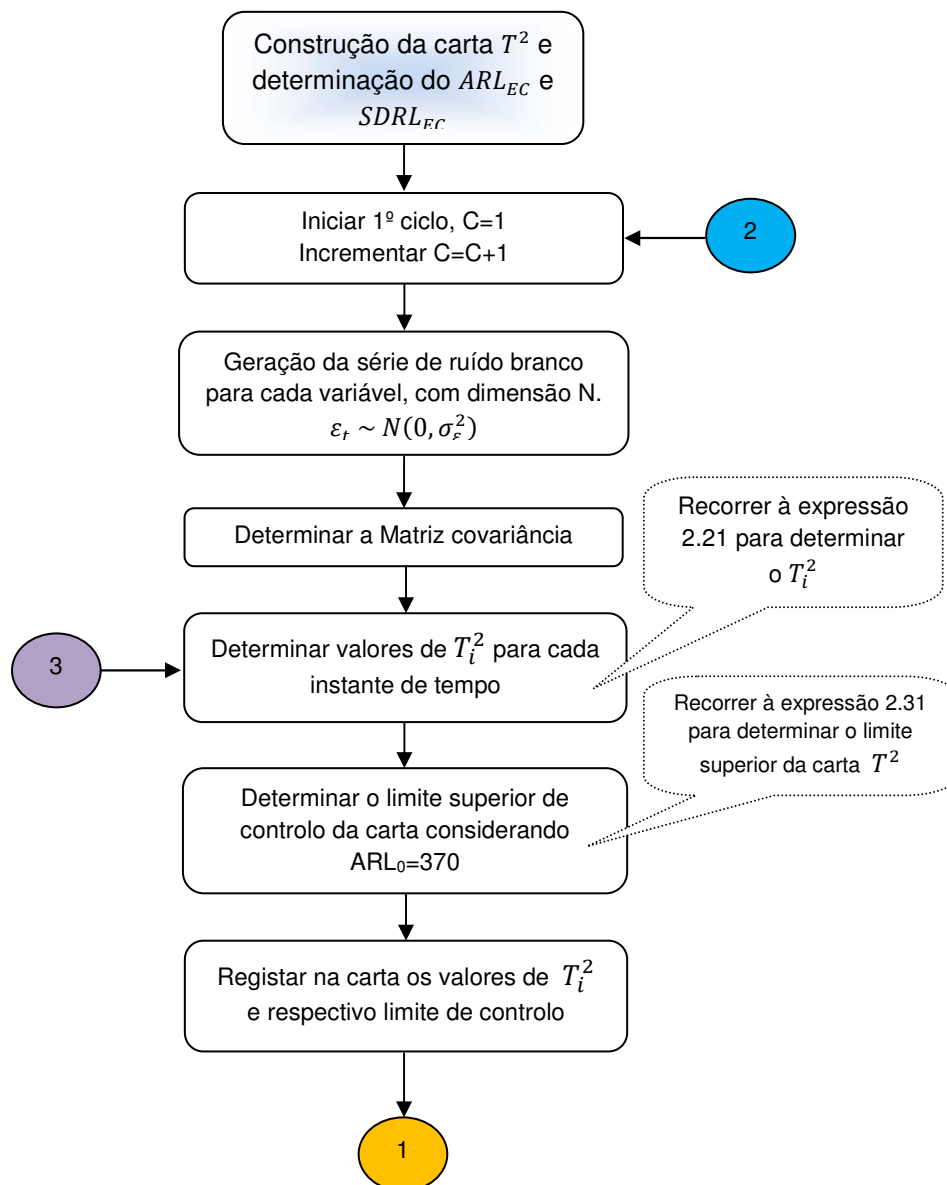 Construção da carta T² e
determinação do ARL_EC e
SDRL_EC
Iniciar 1º ciclo, C=1
Incrementar C=C+1
2
Geração da série de ruído branco
para cada variável, com dimensão N.
ε_t ~ N(0, σ_ε²)
Determinar a Matriz covariância
Recorrer à expressão
2.21 para determinar
o T_i²
3
Determinar valores de T_i² para cada
instante de tempo
Recorrer à expressão 2.31
para determinar o limite
superior da carta T²
Determinar o limite superior de
controlo da carta considerando
ARL₀=370
Registar na carta os valores de T_i²
e respectivo limite de controlo
1